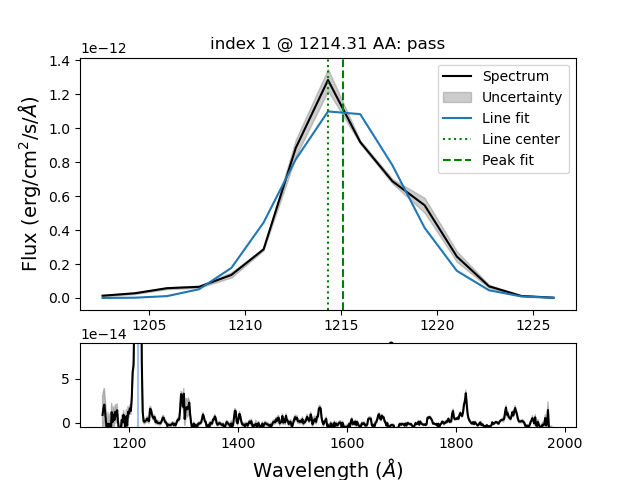 index 1 @ 1214.31 AA: pass
1e−12
1.4
1.2
1.0
0.8
0.6
0.4
0.2
0.0
Flux (erg/cm²/s/Å)
Spectrum
Uncertainty
Line fit
Line center
Peak fit
1205 1210 1215 1220 1225
1e−14
5
0
1200 1400 1600 1800 2000
Wavelength (Å)